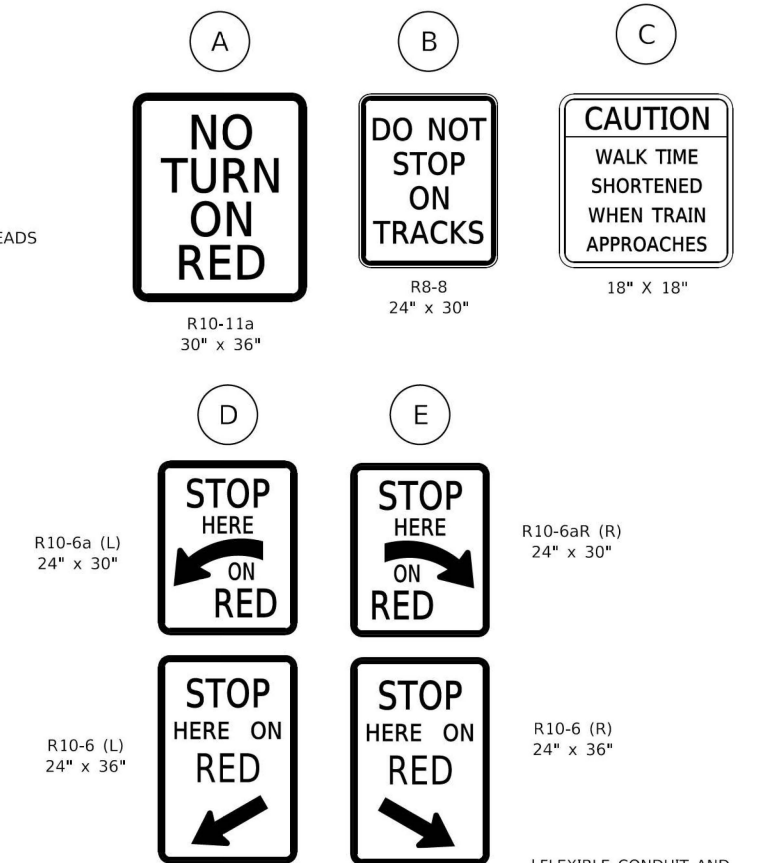 A
B
C
NO
TURN
ON
RED
DO NOT
STOP
ON
TRACKS
CAUTION
WALK TIME
SHORTENED
WHEN TRAIN
APPROACHES
R10-11a
30" x 36"
R8-8
24" x 30"
18" X 18"
D
E
R10-6a (L)
24" x 30"
STOP
HERE
ON
RED
STOP
HERE
ON
RED
R10-6aR (R)
24" x 30"
R10-6 (L)
24" x 36"
STOP
HERE ON
RED
STOP
HERE ON
RED
R10-6 (R)
24" x 36"